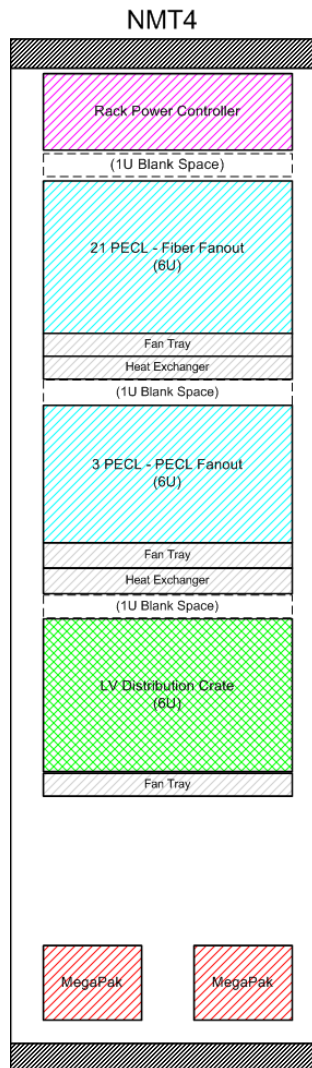 NMT4
Rack Power Controller
(1U Blank Space)
21 PECL - Fiber Fanout
(6U)
Fan Tray
Heat Exchanger
(1U Blank Space)
3 PECL - PECL Fanout
(6U)
Fan Tray
Heat Exchanger
(1U Blank Space)
LV Distribution Crate
(6U)
Fan Tray
MegaPak MegaPak